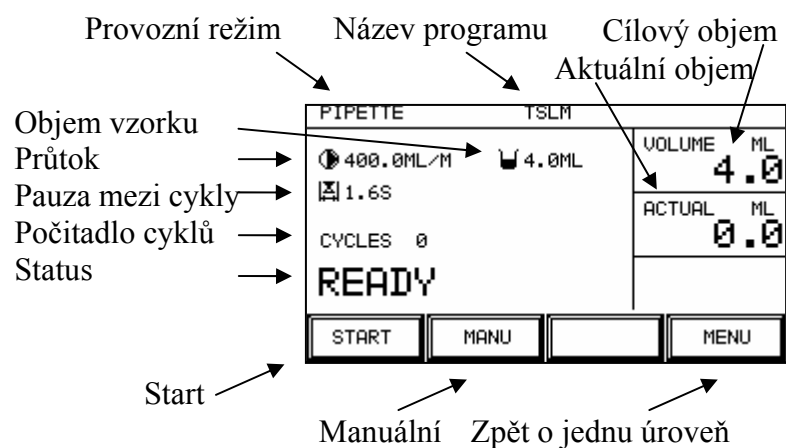 Provozní režim Název programu Cílový objem
Aktuální objem
Objem vzorku
Průtok
Pauza mezi cykly
Počitadlo cyklů
Status
PIPETTE TSLM
400.0ML/M 4.0ML
1.6S
CYCLES 0
READY
VOLUME ML
4.0
ACTUAL ML
0.0
START MANU MENU
Start
Manuální Zpět o jednu úroveň